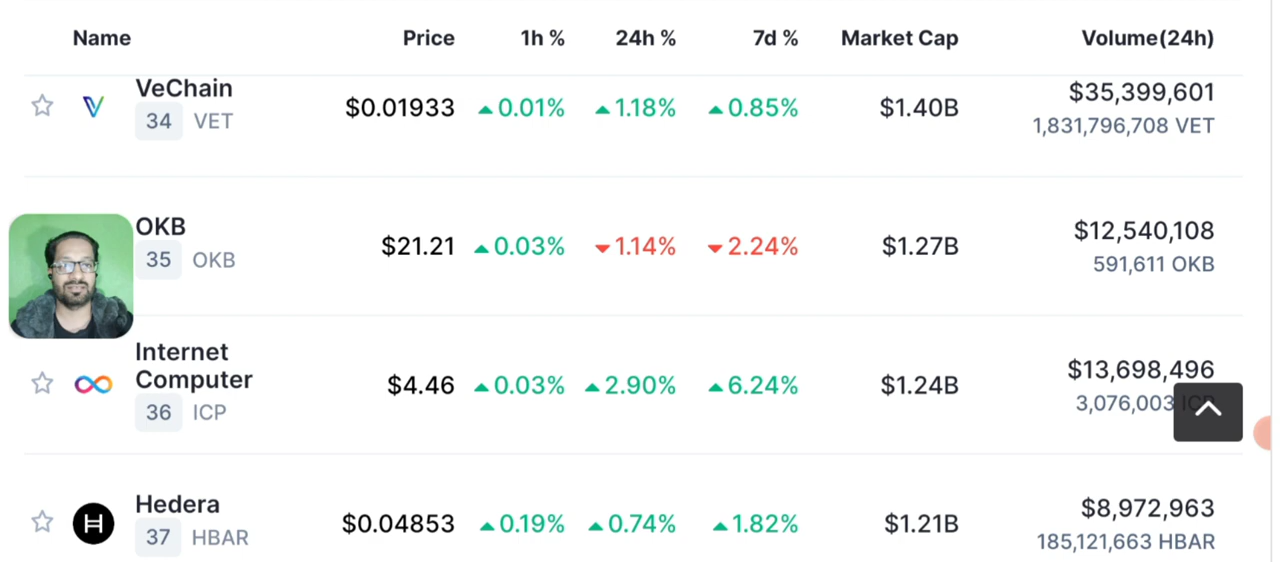 Name Price 1h % 24h % 7d % Market Cap Volume(24h)
VeChain
34 VET $0.01933 0.01% 1.18% 0.85% $1.40B $35,399,601
1,831,796,708 VET
OKB
35 OKB $21.21 0.03% 1.14% 2.24% $1.27B $12,540,108
591,611 OKB
Internet
Computer
36 ICP $4.46 0.03% 2.90% 6.24% $1.24B $13,698,496
3,076,003 ICP
Hedera
37 HBAR $0.04853 0.19% 0.74% 1.82% $1.21B $8,972,963
185,121,663 HBAR